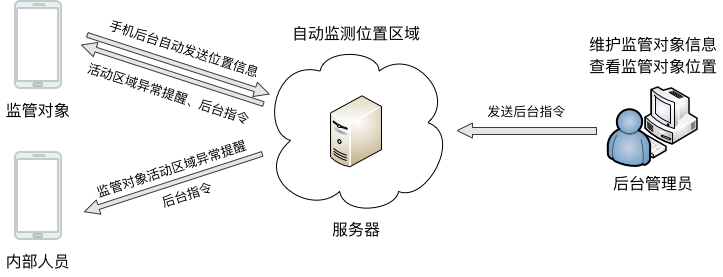 手机后台自动发送位置信息
活动区域异常提醒、后台指令
监管对象
监管对象活动区域异常提醒
后台指令
内部人员
自动监测位置区域
服务器
发送后台指令
维护监管对象信息
查看监管对象位置
后台管理员